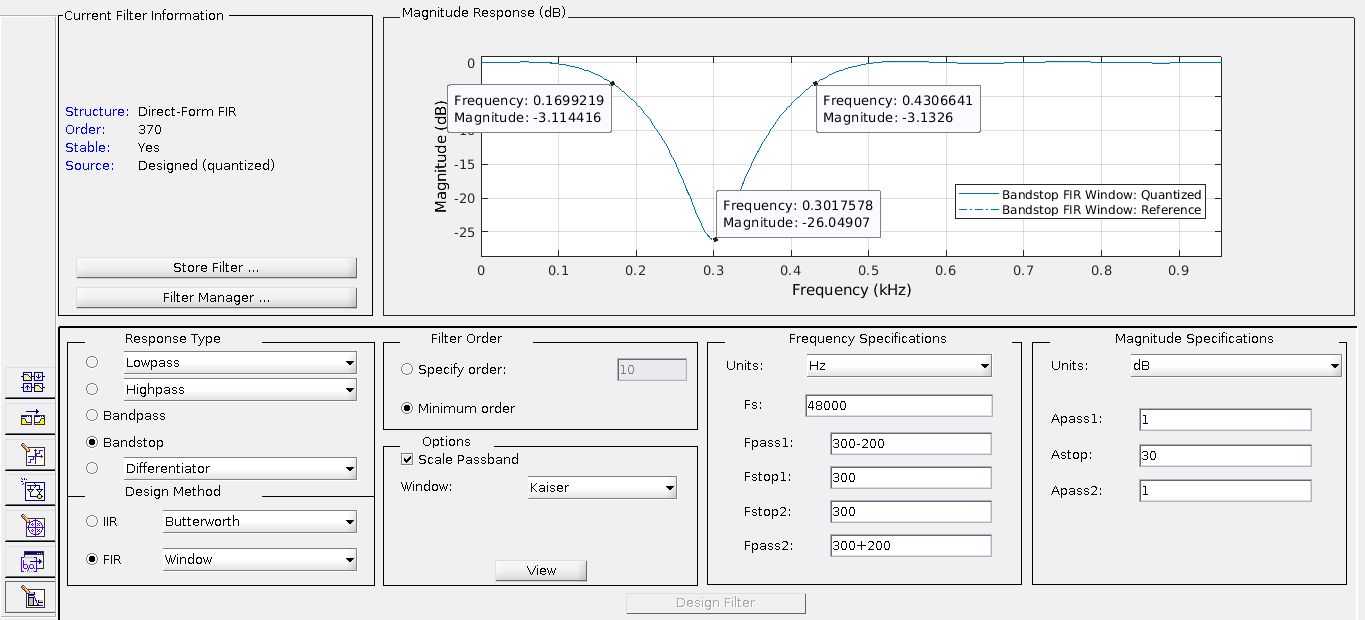 Current Filter Information
Structure: Direct-Form FIR
Order: 370
Stable: Yes
Source: Designed (quantized)
Store Filter ...
Filter Manager ...
Magnitude Response (dB)
Magnitude (dB)
0
-10
-15
-20
-25
Frequency: 0.1699219
Magnitude: -3.114416
Frequency: 0.4306641
Magnitude: -3.1326
Frequency: 0.3017578
Magnitude: -26.04907
Bandstop FIR Window: Quantized
Bandstop FIR Window: Reference
0 0.1 0.2 0.3 0.4 0.5 0.6 0.7 0.8 0.9
Frequency (kHz)
Response Type
Lowpass
Highpass
Bandpass
Bandstop
Differentiator
Design Method
IIR Butterworth
FIR Window
Filter Order
Specify order: 10
Minimum order
Options
Scale Passband
Window: Kaiser
View
Frequency Specifications
Units: Hz
Fs: 48000
Fpass1: 300-200
Fstop1: 300
Fstop2: 300
Fpass2: 300+200
Magnitude Specifications
Units: dB
Apass1: 1
Astop: 30
Apass2: 1
Design Filter